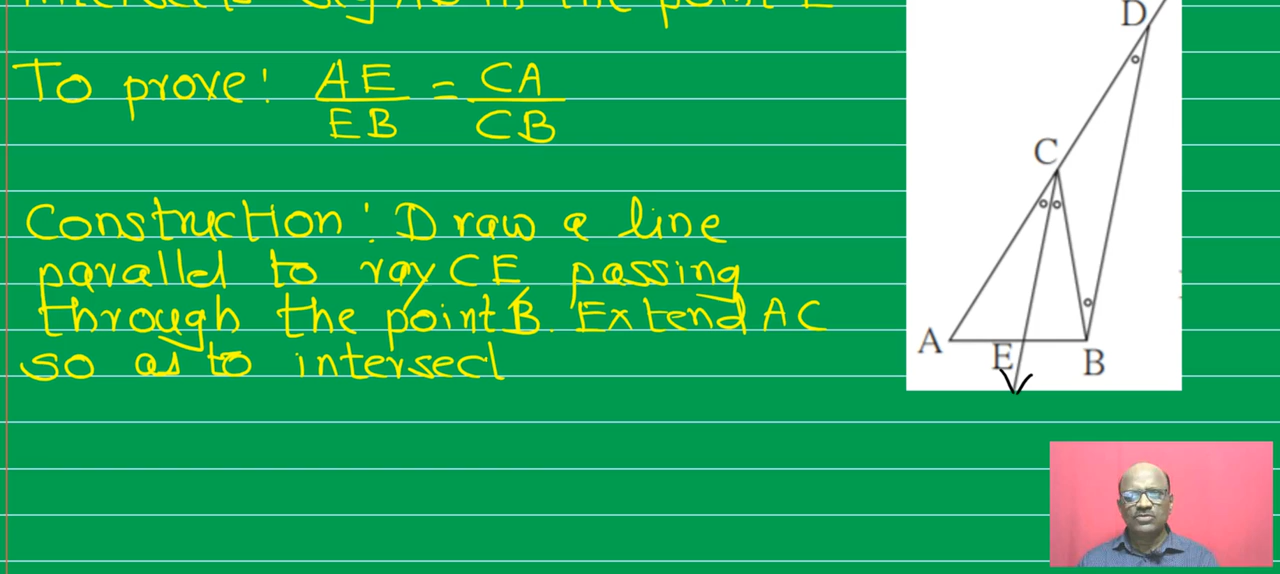 To prove: AE/EB = CA/CB
Construction: Draw a line
parallel to ray CE, passing
through the point B. Extend AC
so as to intersect
D
C
A
E
B